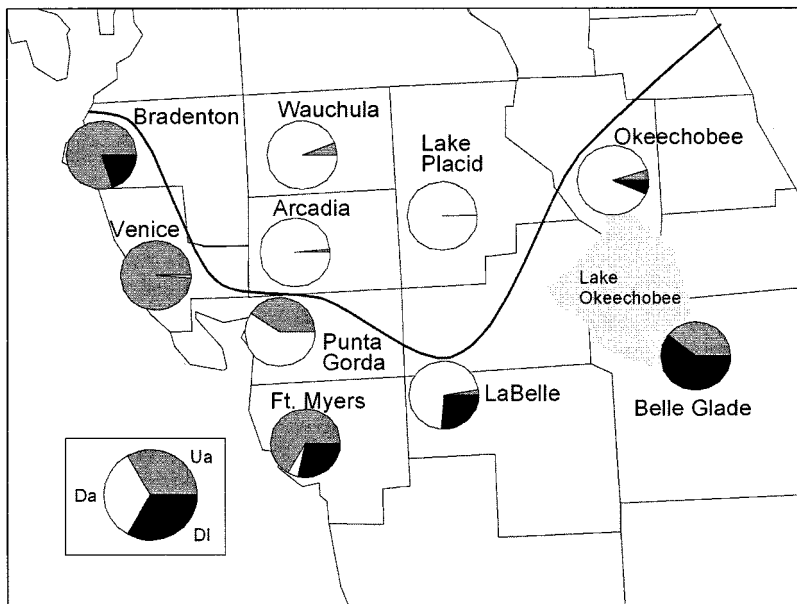 Bradenton
Wauchula
Lake
Placid
Okeechobee
Venice
Arcadia
Lake
Okeechobee
Punta
Gorda
Ft. Myers
LaBelle
Belle Glade
Ua
Da
Dl